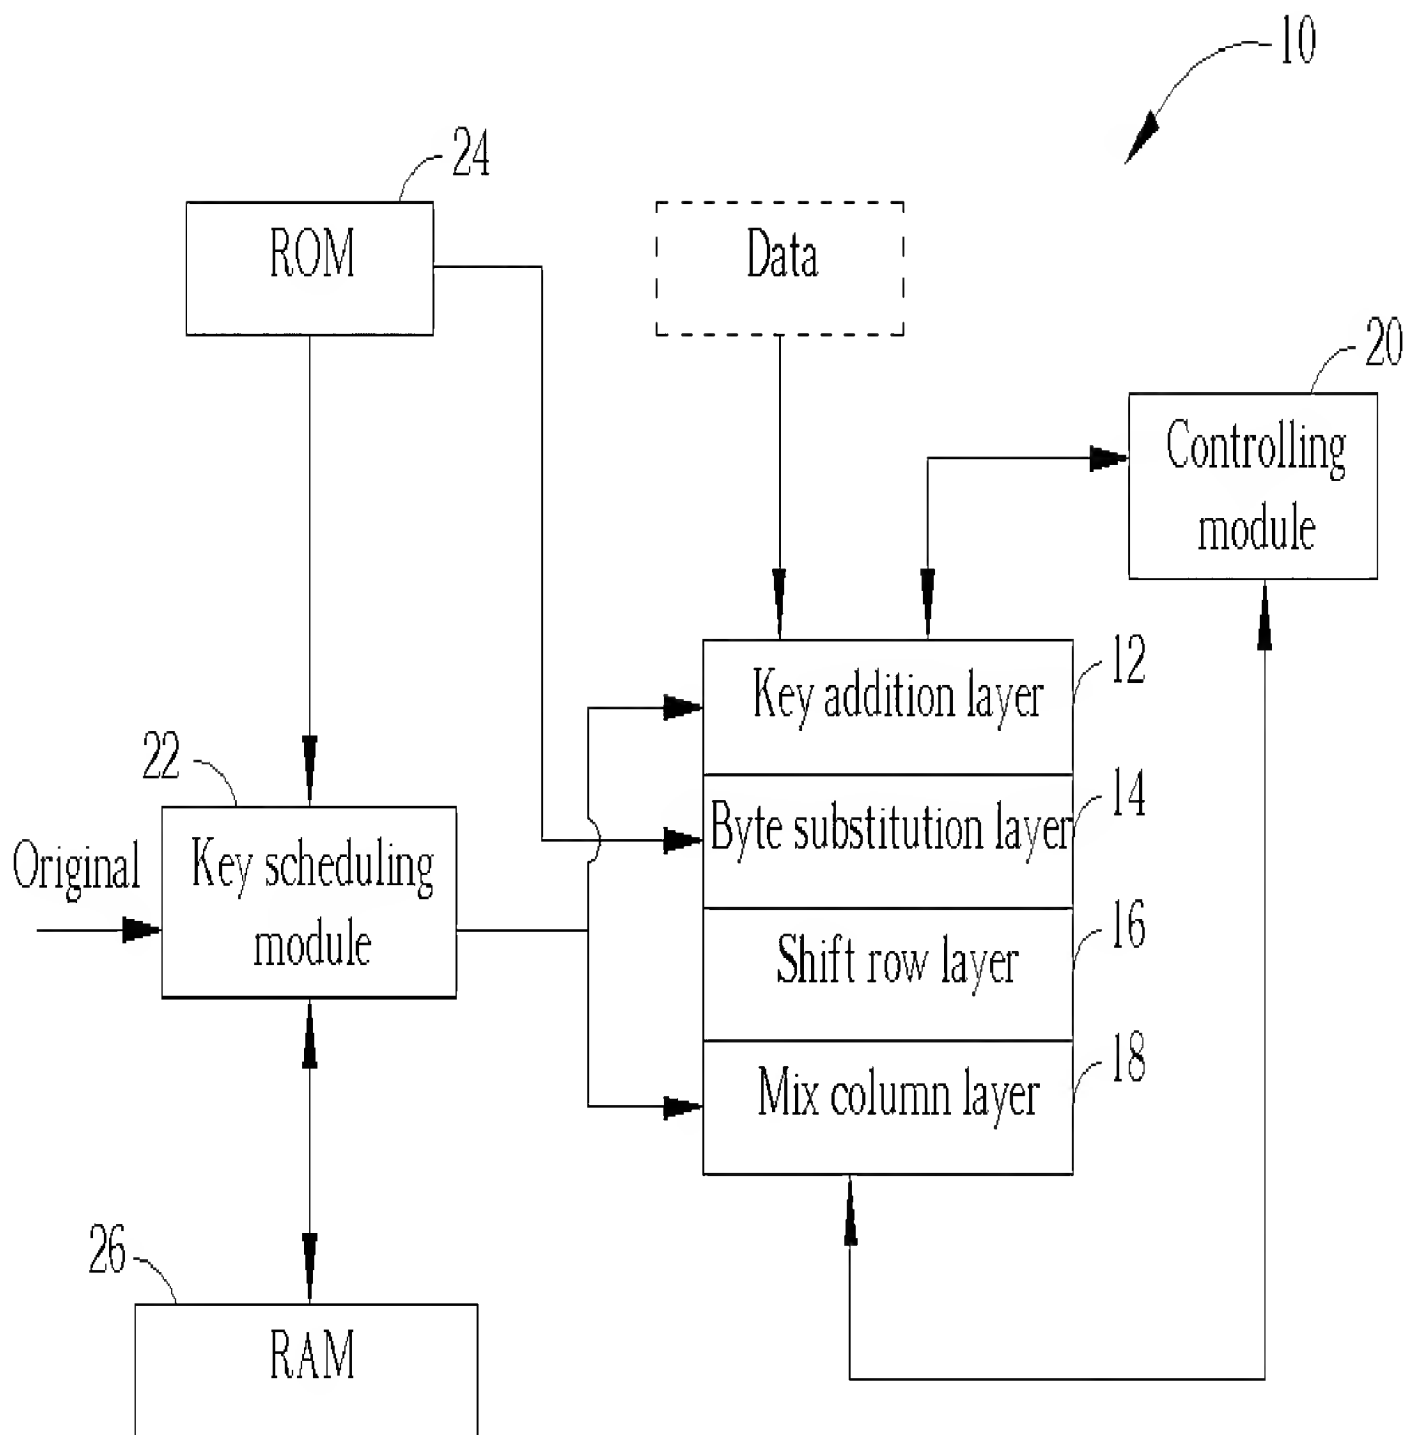 10
24
ROM
Data
20
Controlling
module
12
Key addition layer
22
14
Byte substitution layer
Original
Key scheduling
module
16
Shift row layer
18
Mix column layer
26
RAM